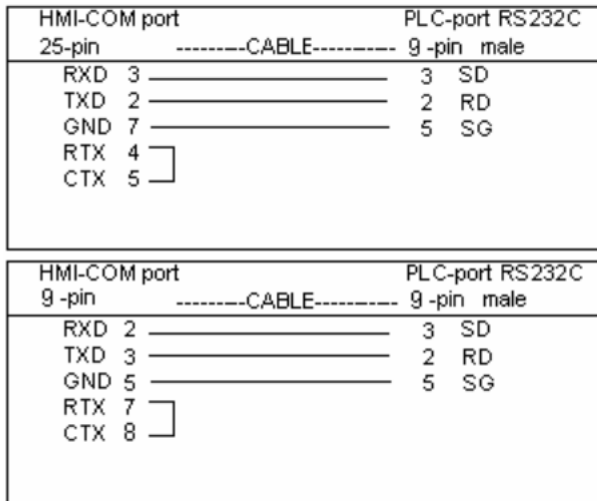 HMI-COM port PLC-port RS232C
25-pin ---------CABLE----------- 9 -pin male
RXD 3 3 SD
TXD 2 2 RD
GND 7 5 SG
RTX 4
CTX 5
HMI-COM port PLC-port RS232C
9 -pin ---------CABLE----------- 9 -pin male
RXD 2 3 SD
TXD 3 2 RD
GND 5 5 SG
RTX 7
CTX 8